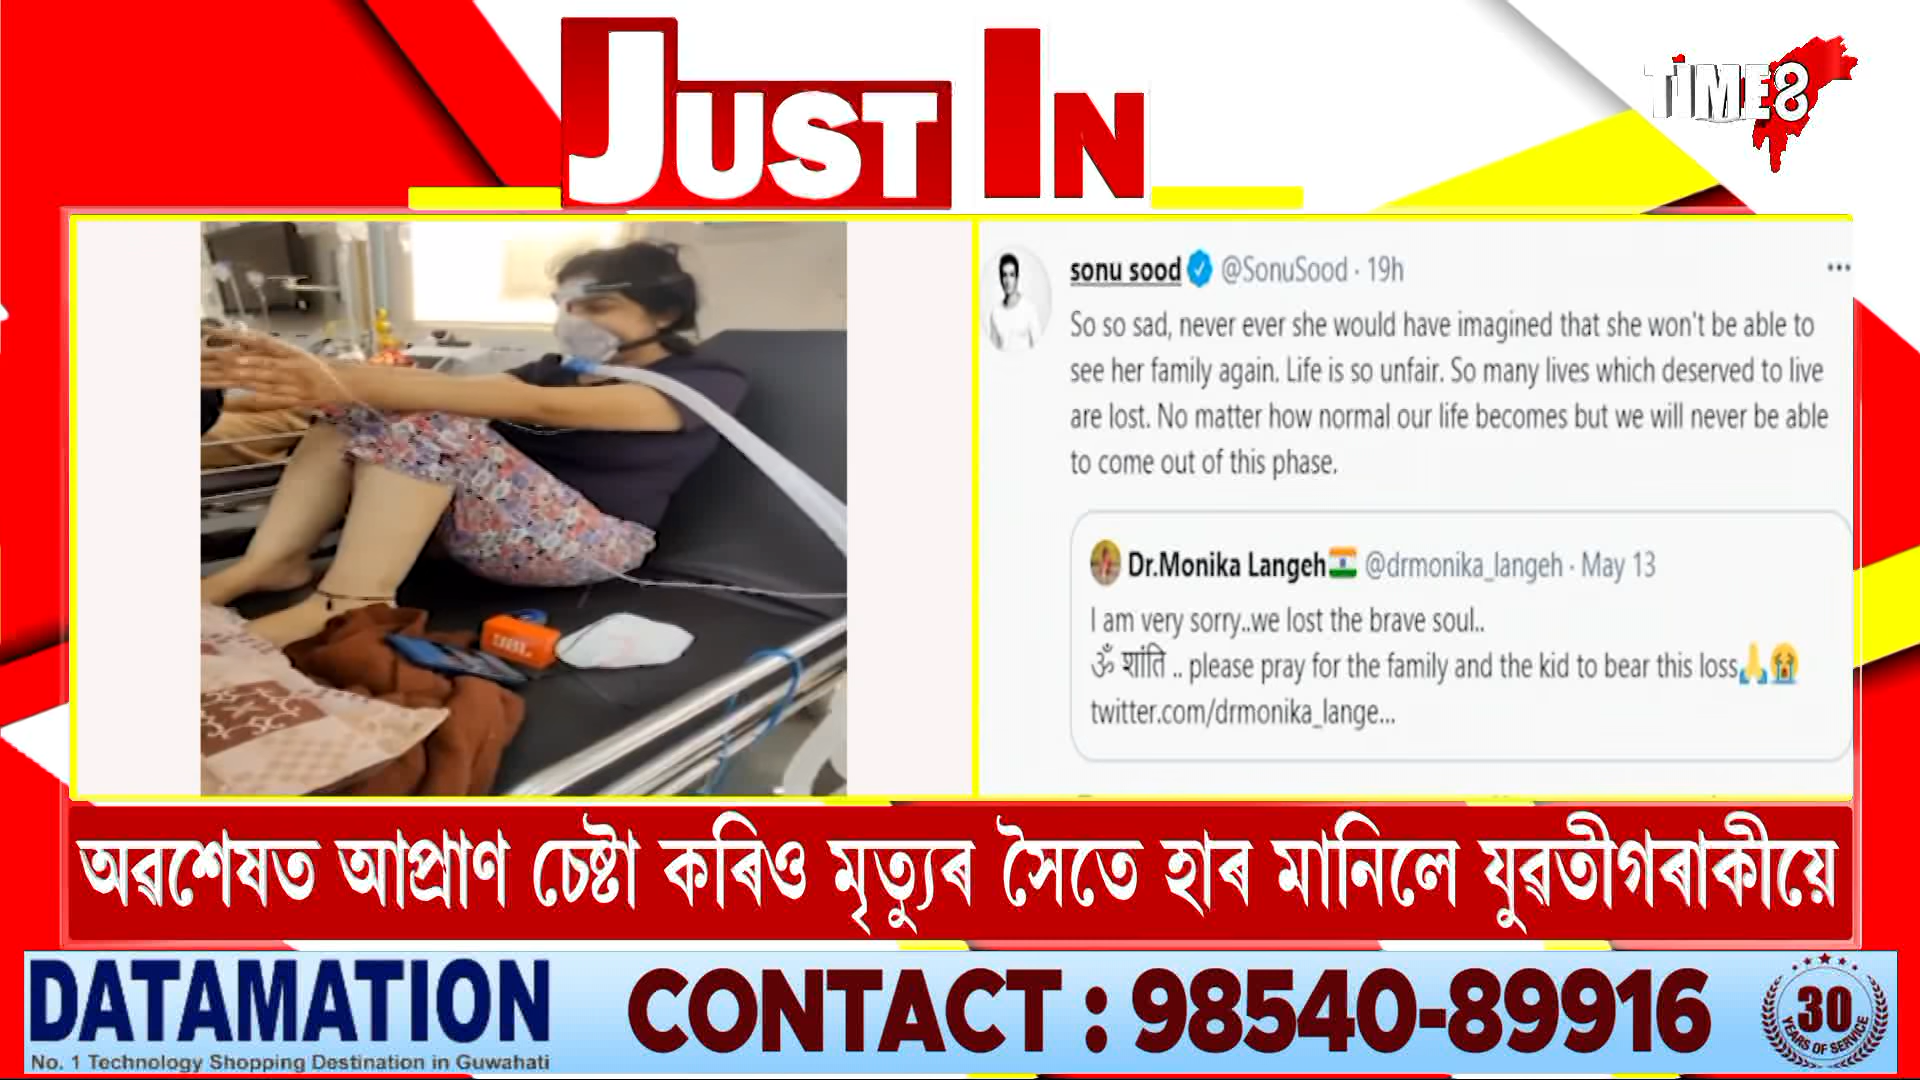 JUST IN
TIME8
sonu sood @SonuSood · 19h
So so sad, never ever she would have imagined that she won't be able to
see her family again. Life is so unfair. So many lives which deserved to live
are lost. No matter how normal our life becomes but we will never be able
to come out of this phase.
Dr.Monika Langeh🇮🇳 @drmonika_langeh · May 13
I am very sorry..we lost the brave soul..
ॐ शांति .. please pray for the family and the kid to bear this loss🙏😭
twitter.com/drmonika_lange...
অৱশেষত আপ্ৰাণ চেষ্টা কৰিও মৃত্যুৰ সৈতে হাৰ মানিলে যুৱতীগৰাকীয়ে
DATAMATION
No. 1 Technology Shopping Destination in Guwahati
CONTACT : 98540-89916
30
YEARS OF SERVICE